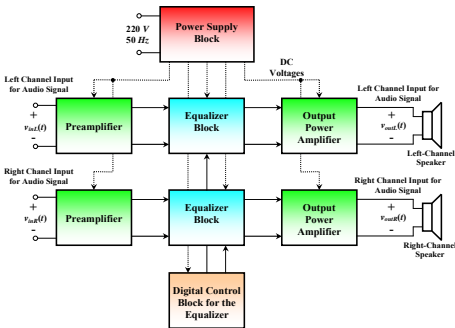 220 V
50 Hz
Power Supply
Block
DC
Voltages
Left Channel Input
for Audio Signal
Left Channel Input for
Audio Signal
+
v_inL(t)
-
Preamplifier
Equalizer
Block
Output
Power
Amplifier
+
v_outL(t)
-
Left-Channel
Speaker
Right Chanel Input
for Audio Signal
Right Channel Input for
Audio Signal
+
v_inR(t)
-
Preamplifier
Equalizer
Block
Output
Power
Amplifier
+
v_outR(t)
-
Right-Channel
Speaker
Digital Control
Block for the
Equalizer